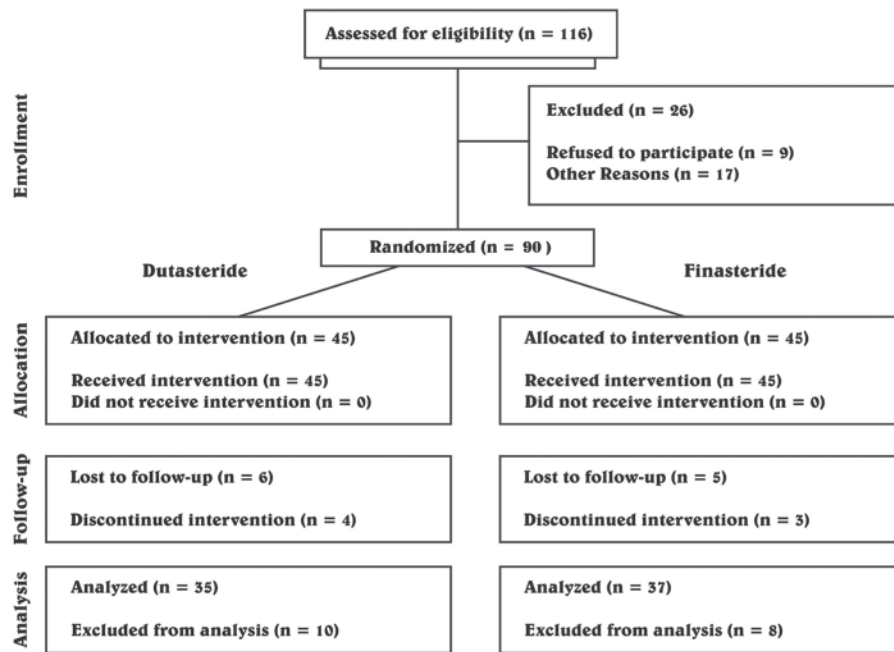 Assessed for eligibility (n = 116)
Enrollment
Excluded (n = 26)
Refused to participate (n = 9)
Other Reasons (n = 17)
Randomized (n = 90 )
Dutasteride
Finasteride
Allocation
Allocated to intervention (n = 45)
Received intervention (n = 45)
Did not receive intervention (n = 0)
Allocated to intervention (n = 45)
Received intervention (n = 45)
Did not receive intervention (n = 0)
Follow-up
Lost to follow-up (n = 6)
Discontinued intervention (n = 4)
Lost to follow-up (n = 5)
Discontinued intervention (n = 3)
Analysis
Analyzed (n = 35)
Excluded from analysis (n = 10)
Analyzed (n = 37)
Excluded from analysis (n = 8)